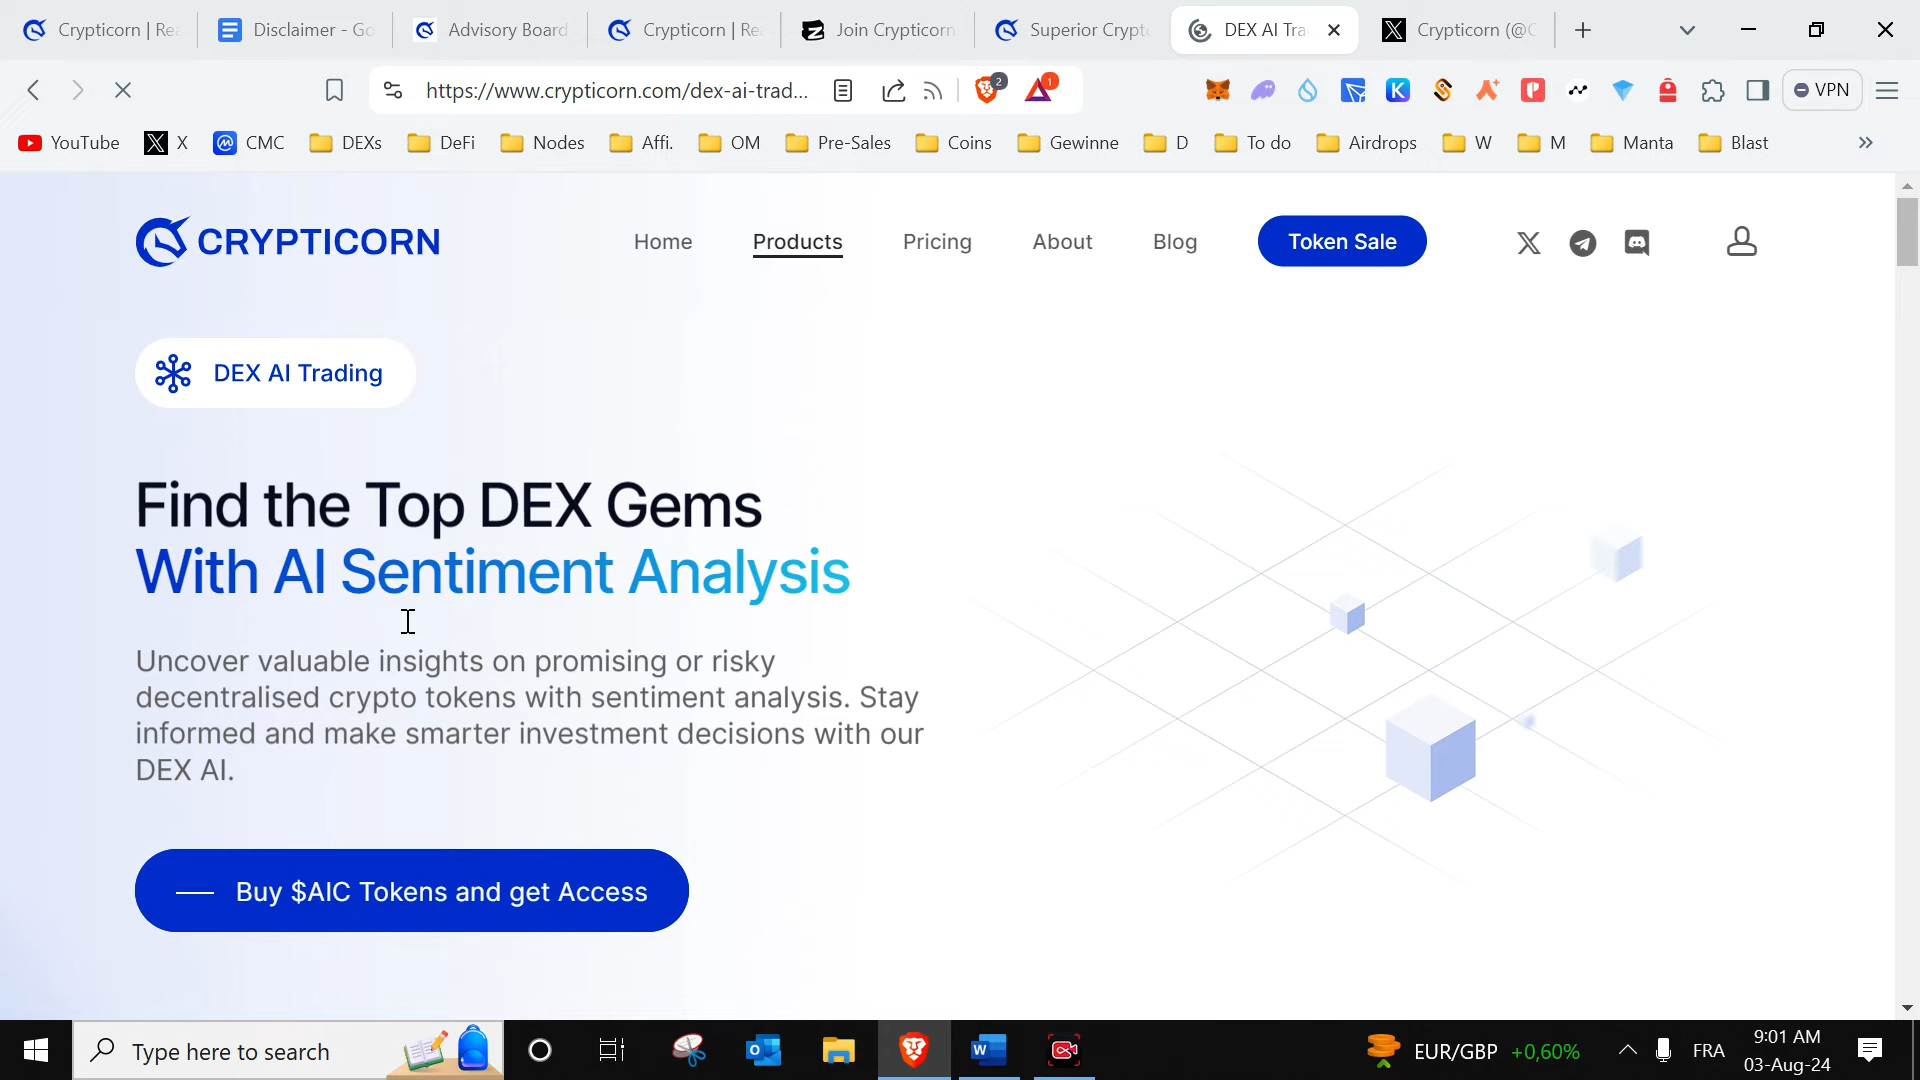 Crypticorn | Rea
Disclaimer - Go
Advisory Board
Crypticorn | Rea
Join Crypticorn
Superior Crypt
DEX AI Tra
Crypticorn (@C
https://www.crypticorn.com/dex-ai-trad...
2
1
VPN
YouTube
X
CMC
DEXs
DeFi
Nodes
Affi.
OM
Pre-Sales
Coins
Gewinne
D
To do
Airdrops
W
M
Manta
Blast
CRYPTICORN
Home
Products
Pricing
About
Blog
Token Sale
DEX AI Trading
Find the Top DEX Gems
With AI Sentiment Analysis
Uncover valuable insights on promising or risky
decentralised crypto tokens with sentiment analysis. Stay
informed and make smarter investment decisions with our
DEX AI.
Buy $AIC Tokens and get Access
Type here to search
EUR/GBP +0,60%
FRA
9:01 AM
03-Aug-24